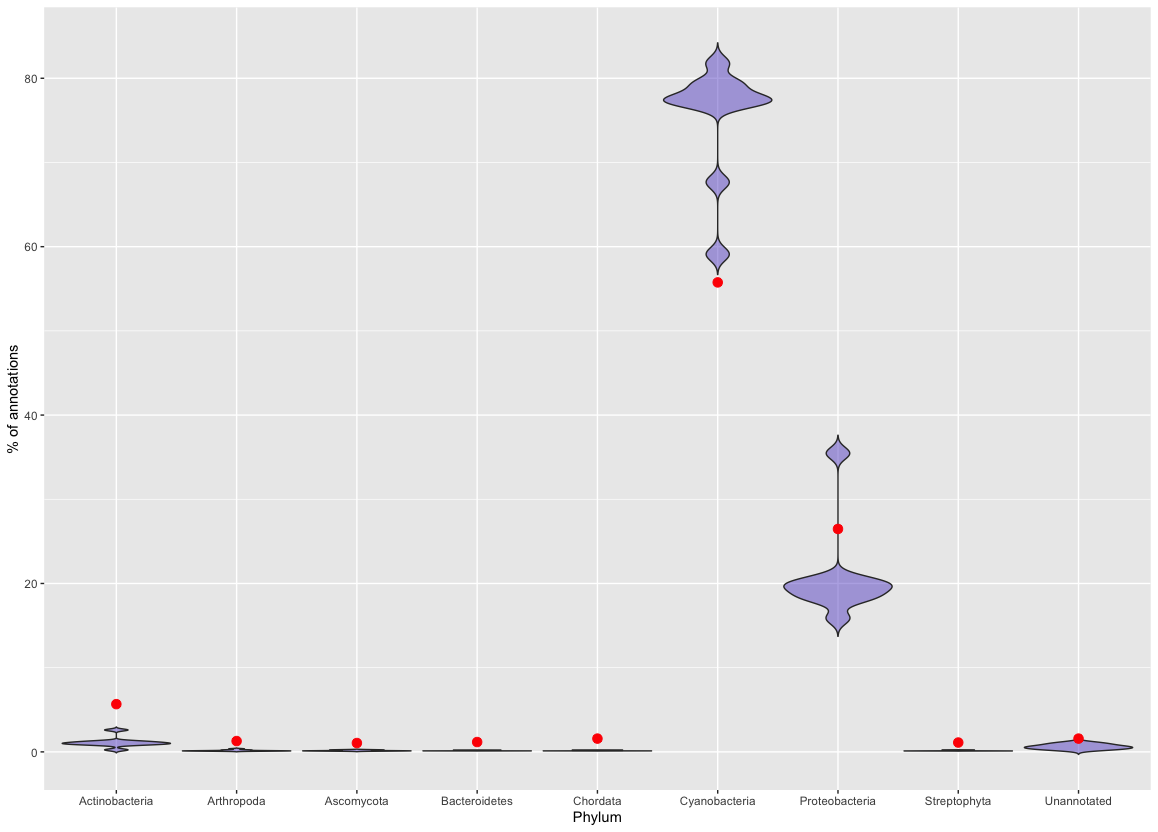 % of annotations
80
60
40
20
0
Actinobacteria Arthropoda Ascomycota Bacteroidetes Chordata Cyanobacteria Proteobacteria Streptophyta Unannotated
Phylum